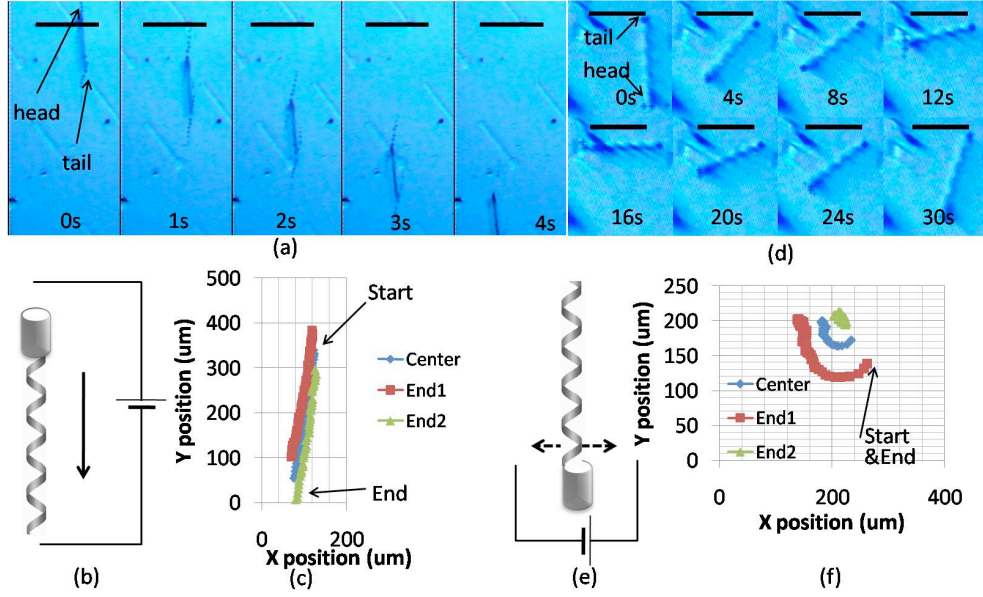 head
tail
0s
1s
2s
3s
4s
(a)
tail
head
0s
4s
8s
12s
16s
20s
24s
30s
(d)
(b)
500
400
300
200
100
0
Y position (um)
0
200
X position (um)
Start
Center
End1
End2
End
(c)
(e)
250
200
150
100
50
0
Y position (um)
0
200
400
X position (um)
Center
End1
End2
Start
&End
(f)